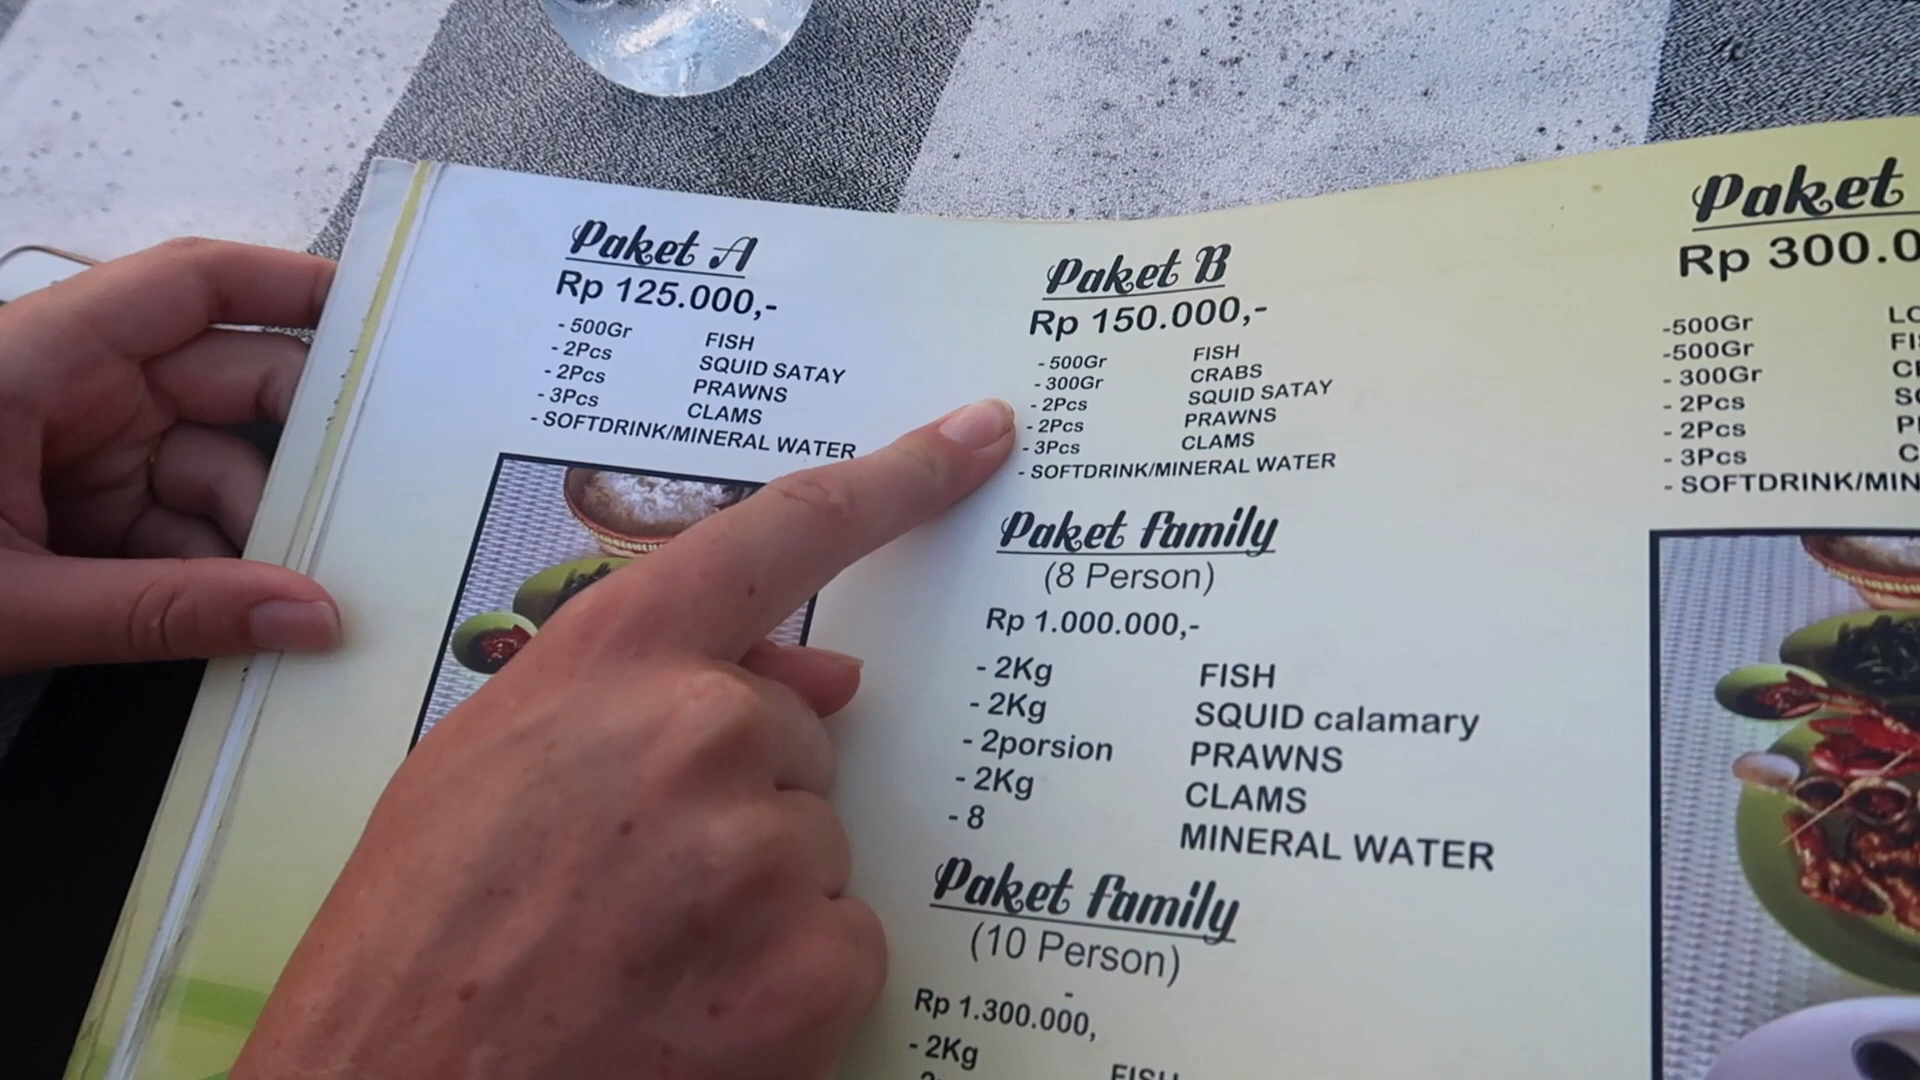 Paket A
Rp 125.000,-
- 500Gr FISH
- 2Pcs SQUID SATAY
- 2Pcs PRAWNS
- 3Pcs CLAMS
- SOFTDRINK/MINERAL WATER
Paket B
Rp 150.000,-
- 500Gr FISH
- 300Gr CRABS
- 2Pcs SQUID SATAY
- 2Pcs PRAWNS
- 3Pcs CLAMS
- SOFTDRINK/MINERAL WATER
Paket family
(8 Person)
Rp 1.000.000,-
- 2Kg FISH
- 2Kg SQUID calamary
- 2porsion PRAWNS
- 2Kg CLAMS
- 8 MINERAL WATER
Paket family
(10 Person)
Rp 1.300.000,-
- 2Kg FISH
Paket
Rp 300.0
-500Gr LO
-500Gr FI
- 300Gr
- 2Pcs
- 2Pcs
- 3Pcs
- SOFTDRINK/MIN